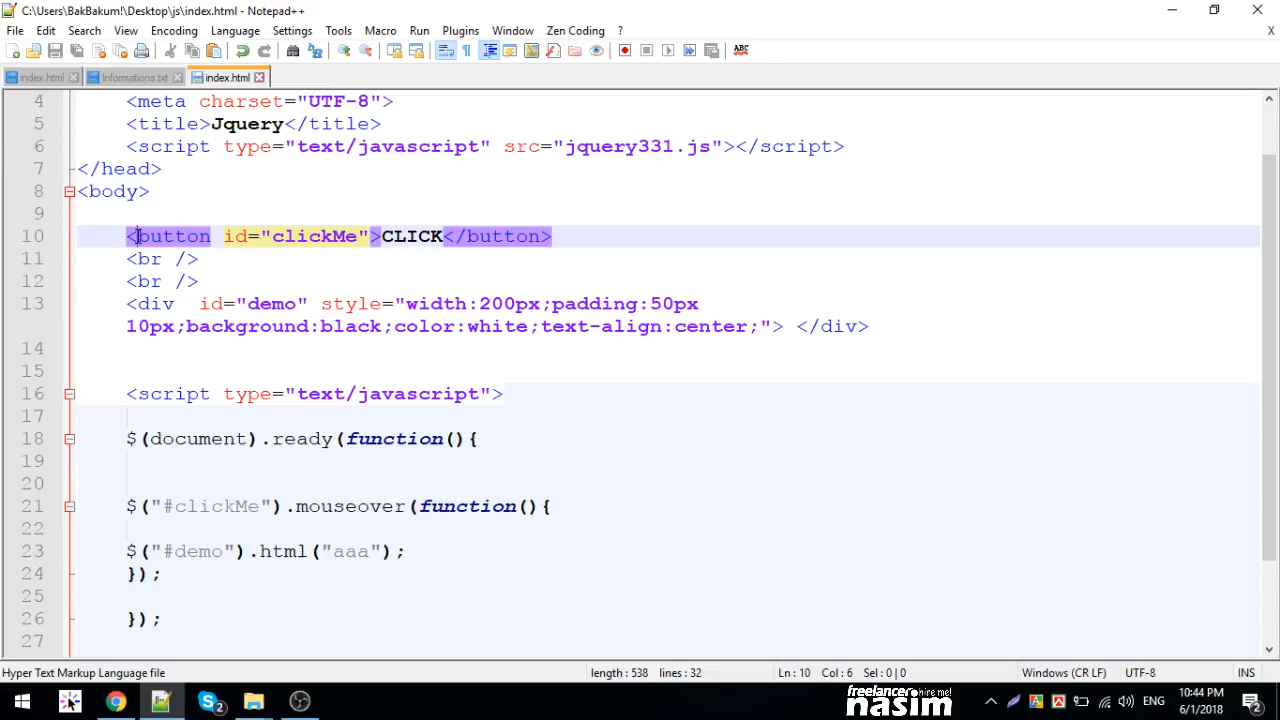 C:\Users\BakBakum!\Desktop\js\index.html - Notepad++
File Edit Search View Encoding Language Settings Tools Macro Run Plugins Window Zen Coding ? X
ABC
index.html Informations.txt index.html
4 <meta charset="UTF-8">
5 <title>Jquery</title>
6 <script type="text/javascript" src="jquery331.js"></script>
7 </head>
8 <body>
9
10 <button id="clickMe">CLICK</button>
11 <br />
12 <br />
13 <div  id="demo" style="width:200px;padding:50px
10px;background:black;color:white;text-align:center;"> </div>
14
15
16 <script type="text/javascript">
17
18 $(document).ready(function(){
19
20
21 $("#clickMe").mouseover(function(){
22
23 $("#demo").html("aaa");
24 });
25
26 });
27
Hyper Text Markup Language file length : 538 lines : 32 Ln : 10 Col : 6 Sel : 0 | 0 Windows (CR LF) UTF-8 INS
freelancer hire me!
nasim
2 ENG 10:44 PM
6/1/2018 2